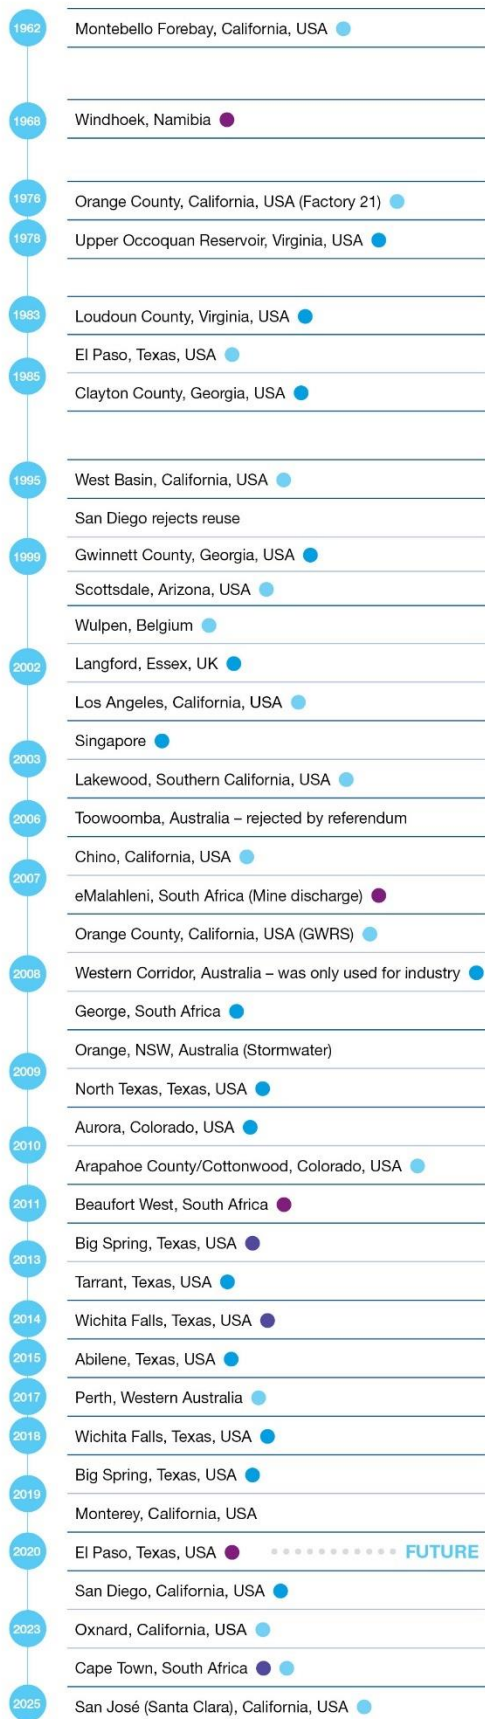 1962
Montebello Forebay, California, USA
1968
Windhoek, Namibia
1976
Orange County, California, USA (Factory 21)
1978
Upper Occoquan Reservoir, Virginia, USA
1983
Loudoun County, Virginia, USA
1985
El Paso, Texas, USA
Clayton County, Georgia, USA
1995
West Basin, California, USA
1999
San Diego rejects reuse
Gwinnett County, Georgia, USA
Scottsdale, Arizona, USA
2002
Wulpen, Belgium
Langford, Essex, UK
Los Angeles, California, USA
2003
Singapore
Lakewood, Southern California, USA
2006
Toowoomba, Australia – rejected by referendum
2007
Chino, California, USA
eMalahleni, South Africa (Mine discharge)
2008
Orange County, California, USA (GWRS)
Western Corridor, Australia – was only used for industry
George, South Africa
2009
Orange, NSW, Australia (Stormwater)
North Texas, Texas, USA
2010
Aurora, Colorado, USA
Arapahoe County/Cottonwood, Colorado, USA
2011
Beaufort West, South Africa
2013
Big Spring, Texas, USA
Tarrant, Texas, USA
2014
Wichita Falls, Texas, USA
2015
Abilene, Texas, USA
2017
Perth, Western Australia
2018
Wichita Falls, Texas, USA
2019
Big Spring, Texas, USA
Monterey, California, USA
2020
El Paso, Texas, USA
FUTURE
2023
San Diego, California, USA
Oxnard, California, USA
Cape Town, South Africa
2025
San José (Santa Clara), California, USA